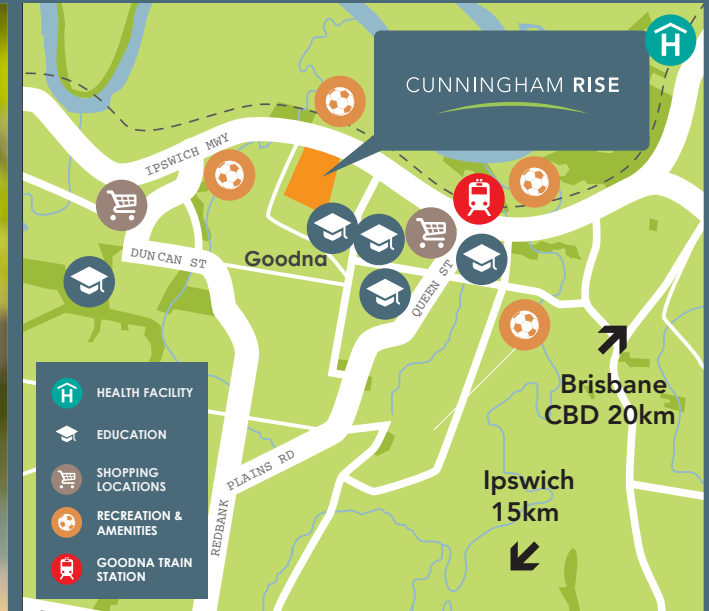 H
CUNNINGHAM RISE
IPSWICH MWY
DUNCAN ST
Goodna
QUEEN ST
Brisbane
CBD 20km
Ipswich
15km
REDBANK PLAINS RD
H
HEALTH FACILITY
EDUCATION
SHOPPING
LOCATIONS
RECREATION &
AMENITIES
GOODNA TRAIN
STATION